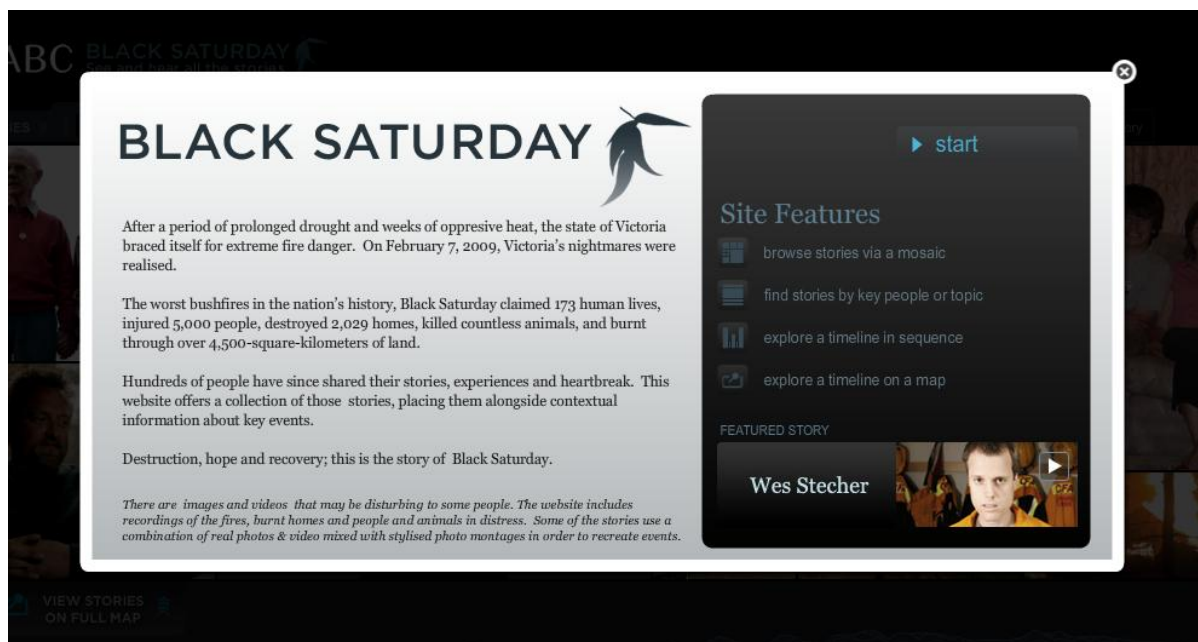 ABC BLACK SATURDAY
See and hear all the stories
BLACK SATURDAY
After a period of prolonged drought and weeks of oppresive heat, the state of Victoria
braced itself for extreme fire danger.  On February 7, 2009, Victoria's nightmares were
realised.
The worst bushfires in the nation's history, Black Saturday claimed 173 human lives,
injured 5,000 people, destroyed 2,029 homes, killed countless animals, and burnt
through over 4,500-square-kilometers of land.
Hundreds of people have since shared their stories, experiences and heartbreak.  This
website offers a collection of those  stories, placing them alongside contextual
information about key events.
Destruction, hope and recovery; this is the story of  Black Saturday.
There are  images and videos  that may be disturbing to some people. The website includes
recordings of the fires, burnt homes and people and animals in distress.  Some of the stories use a
combination of real photos & video mixed with stylised photo montages in order to recreate events.
start
Site Features
browse stories via a mosaic
find stories by key people or topic
explore a timeline in sequence
explore a timeline on a map
FEATURED STORY
Wes Stecher
VIEW STORIES
ON FULL MAP